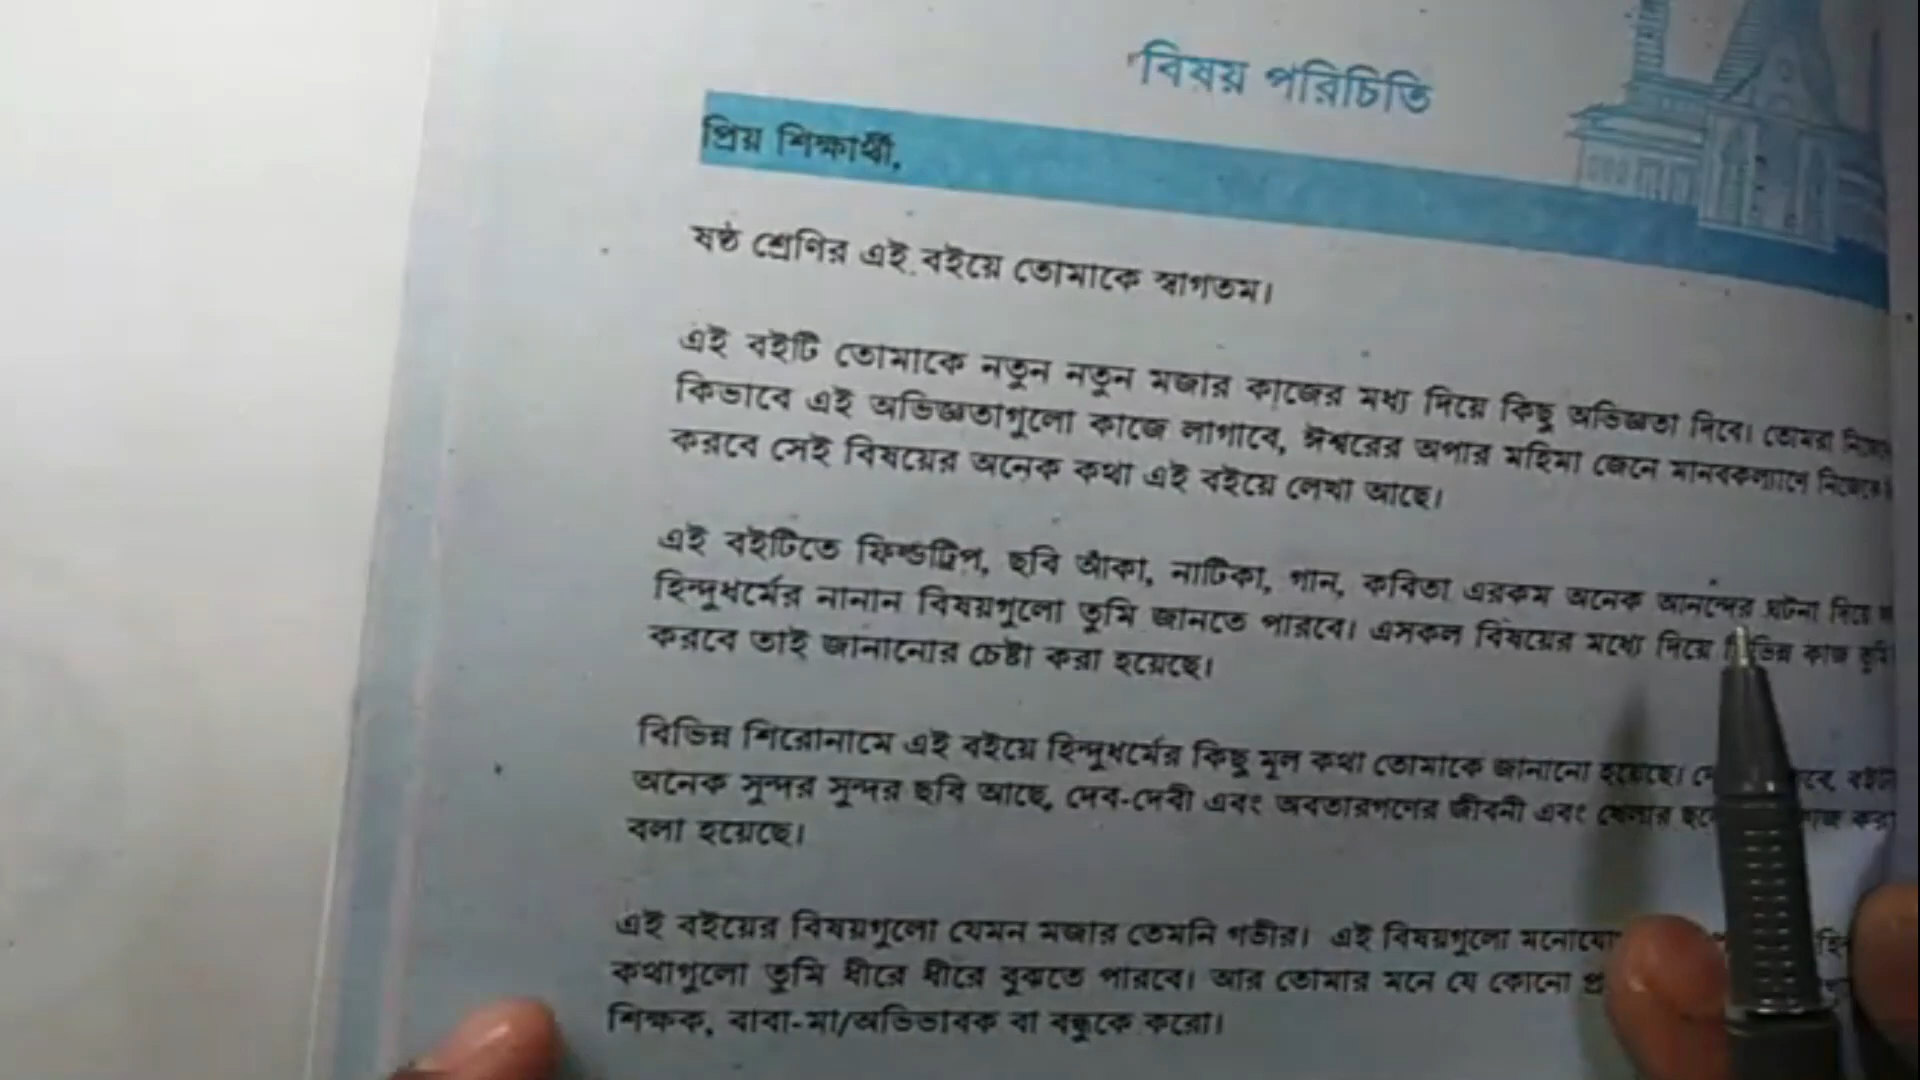 বিষয় পরিচিতি
প্রিয় শিক্ষার্থী,
ষষ্ঠ শ্রেণির এই বইয়ে তোমাকে স্বাগতম।
এই বইটি তোমাকে নতুন নতুন মজার কাজের মধ্য দিয়ে কিছু অভিজ্ঞতা দিবে। তোমরা
কিভাবে এই অভিজ্ঞতাগুলো কাজে লাগাবে, ঈশ্বরের অপার মহিমা জেনে মানবকল্যাণে
করবে সেই বিষয়ের অনেক কথা এই বইয়ে লেখা আছে।
এই বইটিতে ফিল্ডট্রিপ, ছবি আঁকা, নাটিকা, গান, কবিতা এরকম অনেক আনন্দের ঘটনা দিয়ে
হিন্দুধর্মের নানান বিষয়গুলো তুমি জানতে পারবে। এসকল বিষয়ের মধ্যে দিয়ে বিভিন্ন কাজ
করবে তাই জানানোর চেষ্টা করা হয়েছে।
বিভিন্ন শিরোনামে এই বইয়ে হিন্দুধর্মের কিছু মূল কথা তোমাকে জানানো হয়েছে।
অনেক সুন্দর সুন্দর ছবি আছে, দেব-দেবী এবং অবতারগণের জীবনী এবং খেলার
বলা হয়েছে।
এই বইয়ের বিষয়গুলো যেমন মজার তেমনি গভীর। এই বিষয়গুলো
কথাগুলো তুমি ধীরে ধীরে বুঝতে পারবে। আর তোমার মনে যে কোনো
শিক্ষক, বাবা-মা/অভিভাবক বা বন্ধুকে করো।